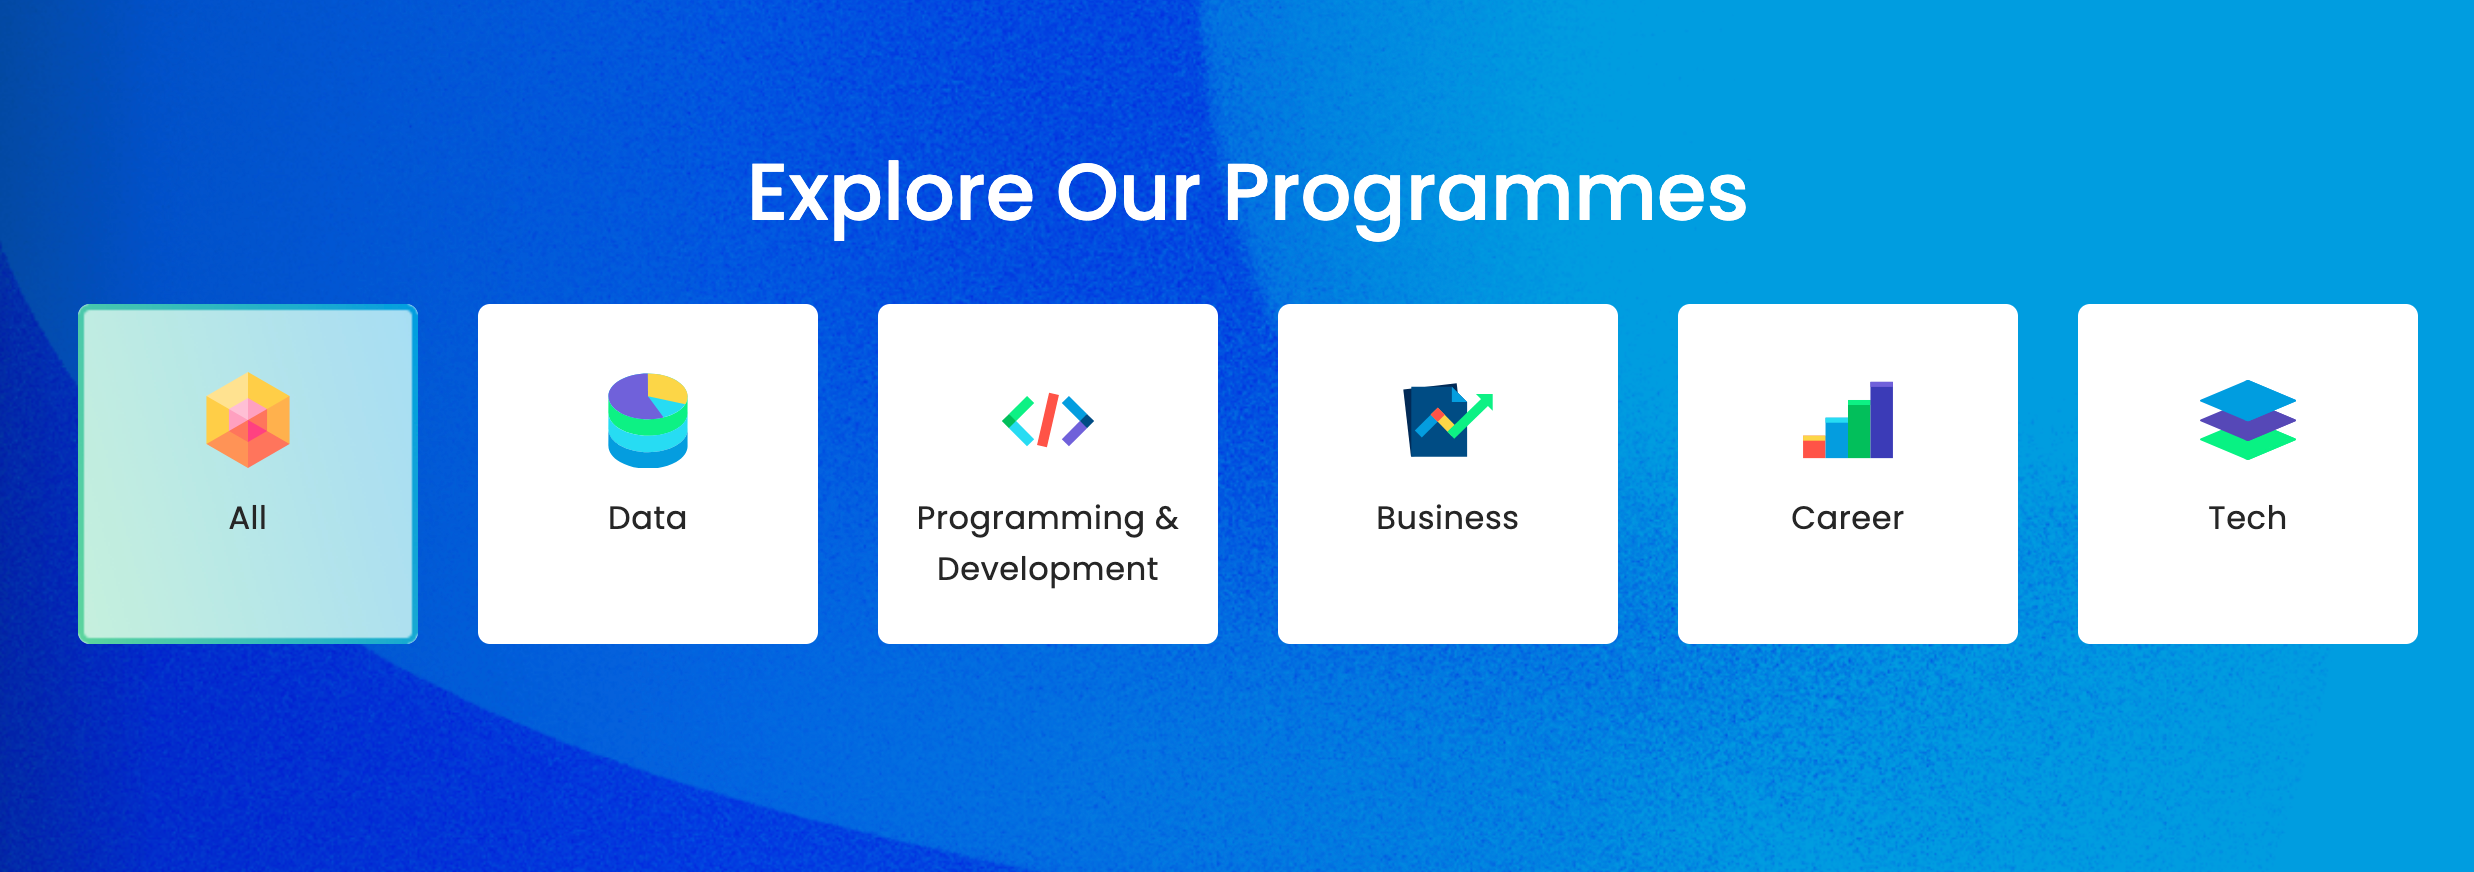 Explore Our Programmes
All
Data
Programming &
Development
Business
Career
Tech